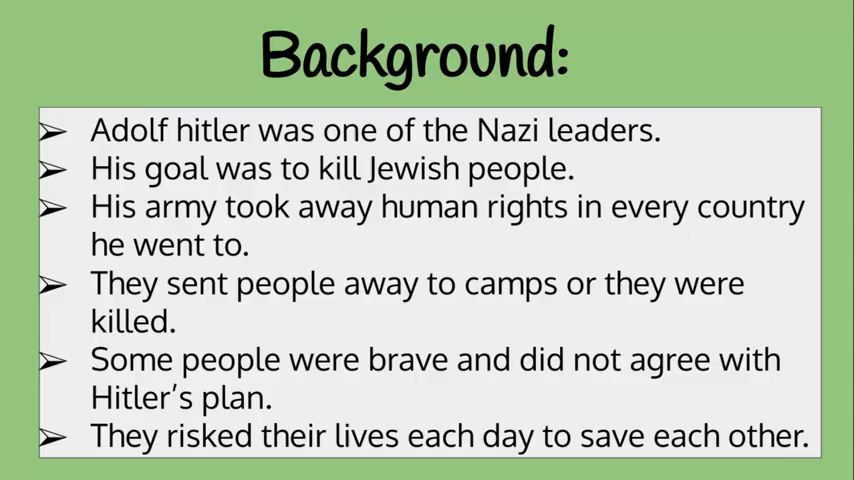 Background:
➢ Adolf hitler was one of the Nazi leaders.
➢ His goal was to kill Jewish people.
➢ His army took away human rights in every country
he went to.
➢ They sent people away to camps or they were
killed.
➢ Some people were brave and did not agree with
Hitler's plan.
➢ They risked their lives each day to save each other.